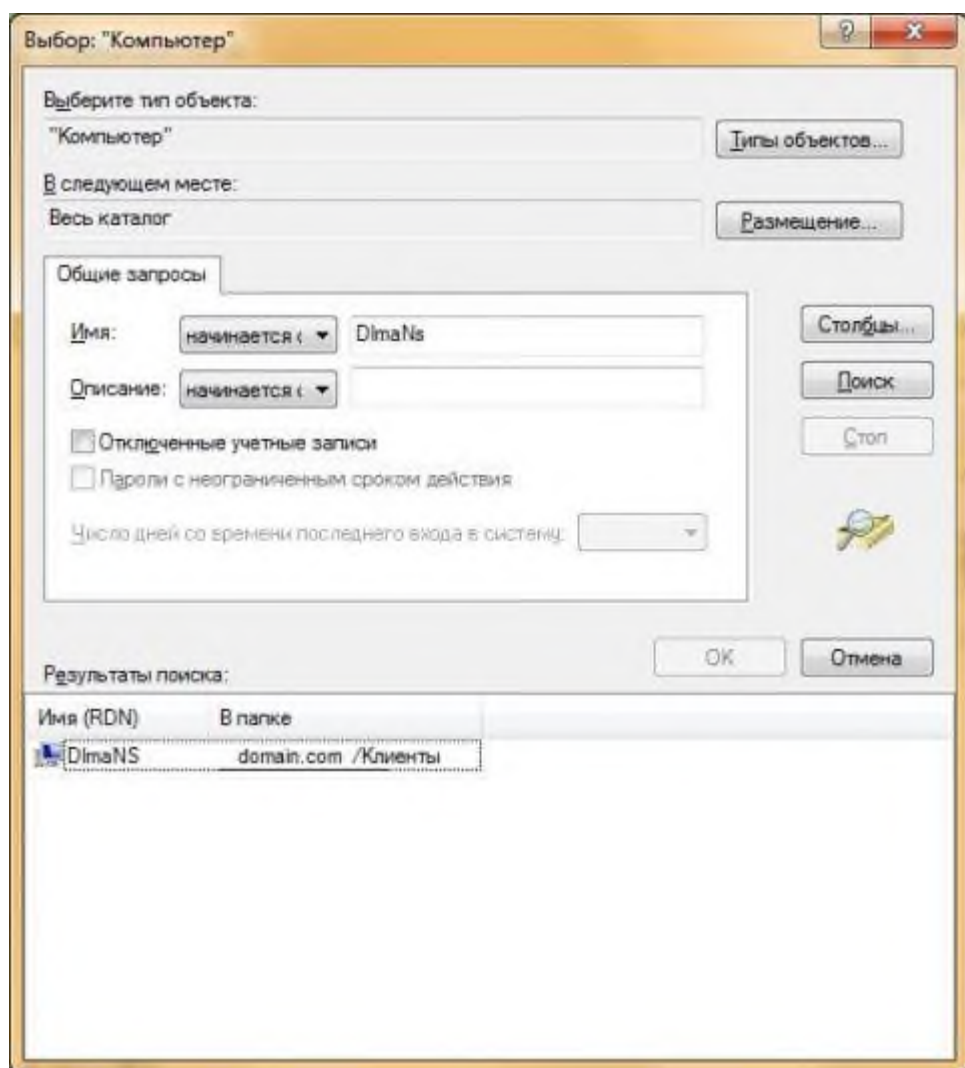 Выбор: "Компьютер"
Выберите тип объекта:
"Компьютер"
Типы объектов...
В следующем месте:
Весь каталог
Размещение...
Общие запросы
Имя: начинается с DlmaNs
Столбцы...
Описание: начинается с
Поиск
Отключенные учетные записи
Стоп
Пароли с неограниченным сроком действия
Число дней со времени последнего входа в систему:
OK Отмена
Результаты поиска:
Имя (RDN) В папке
DlmaNS domain.com /Клиенты